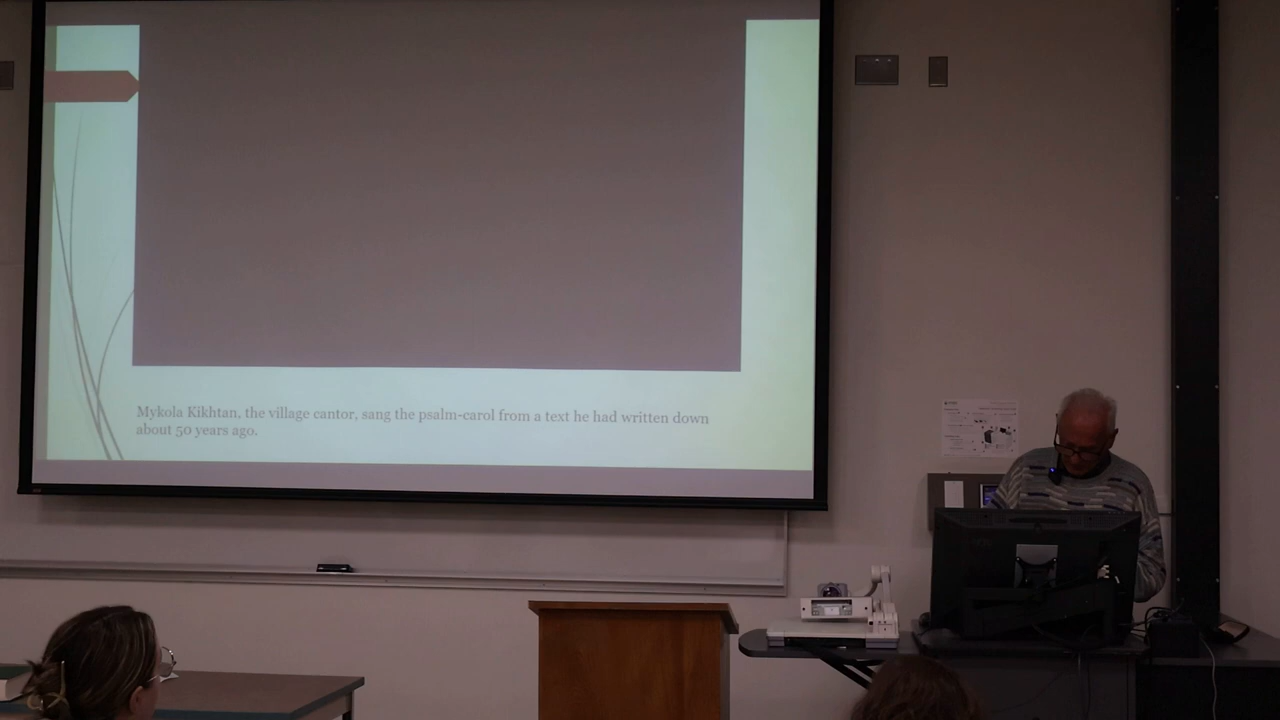 Mykola Kikhtan, the village cantor, sang the psalm-carol from a text he had written down
about 50 years ago.